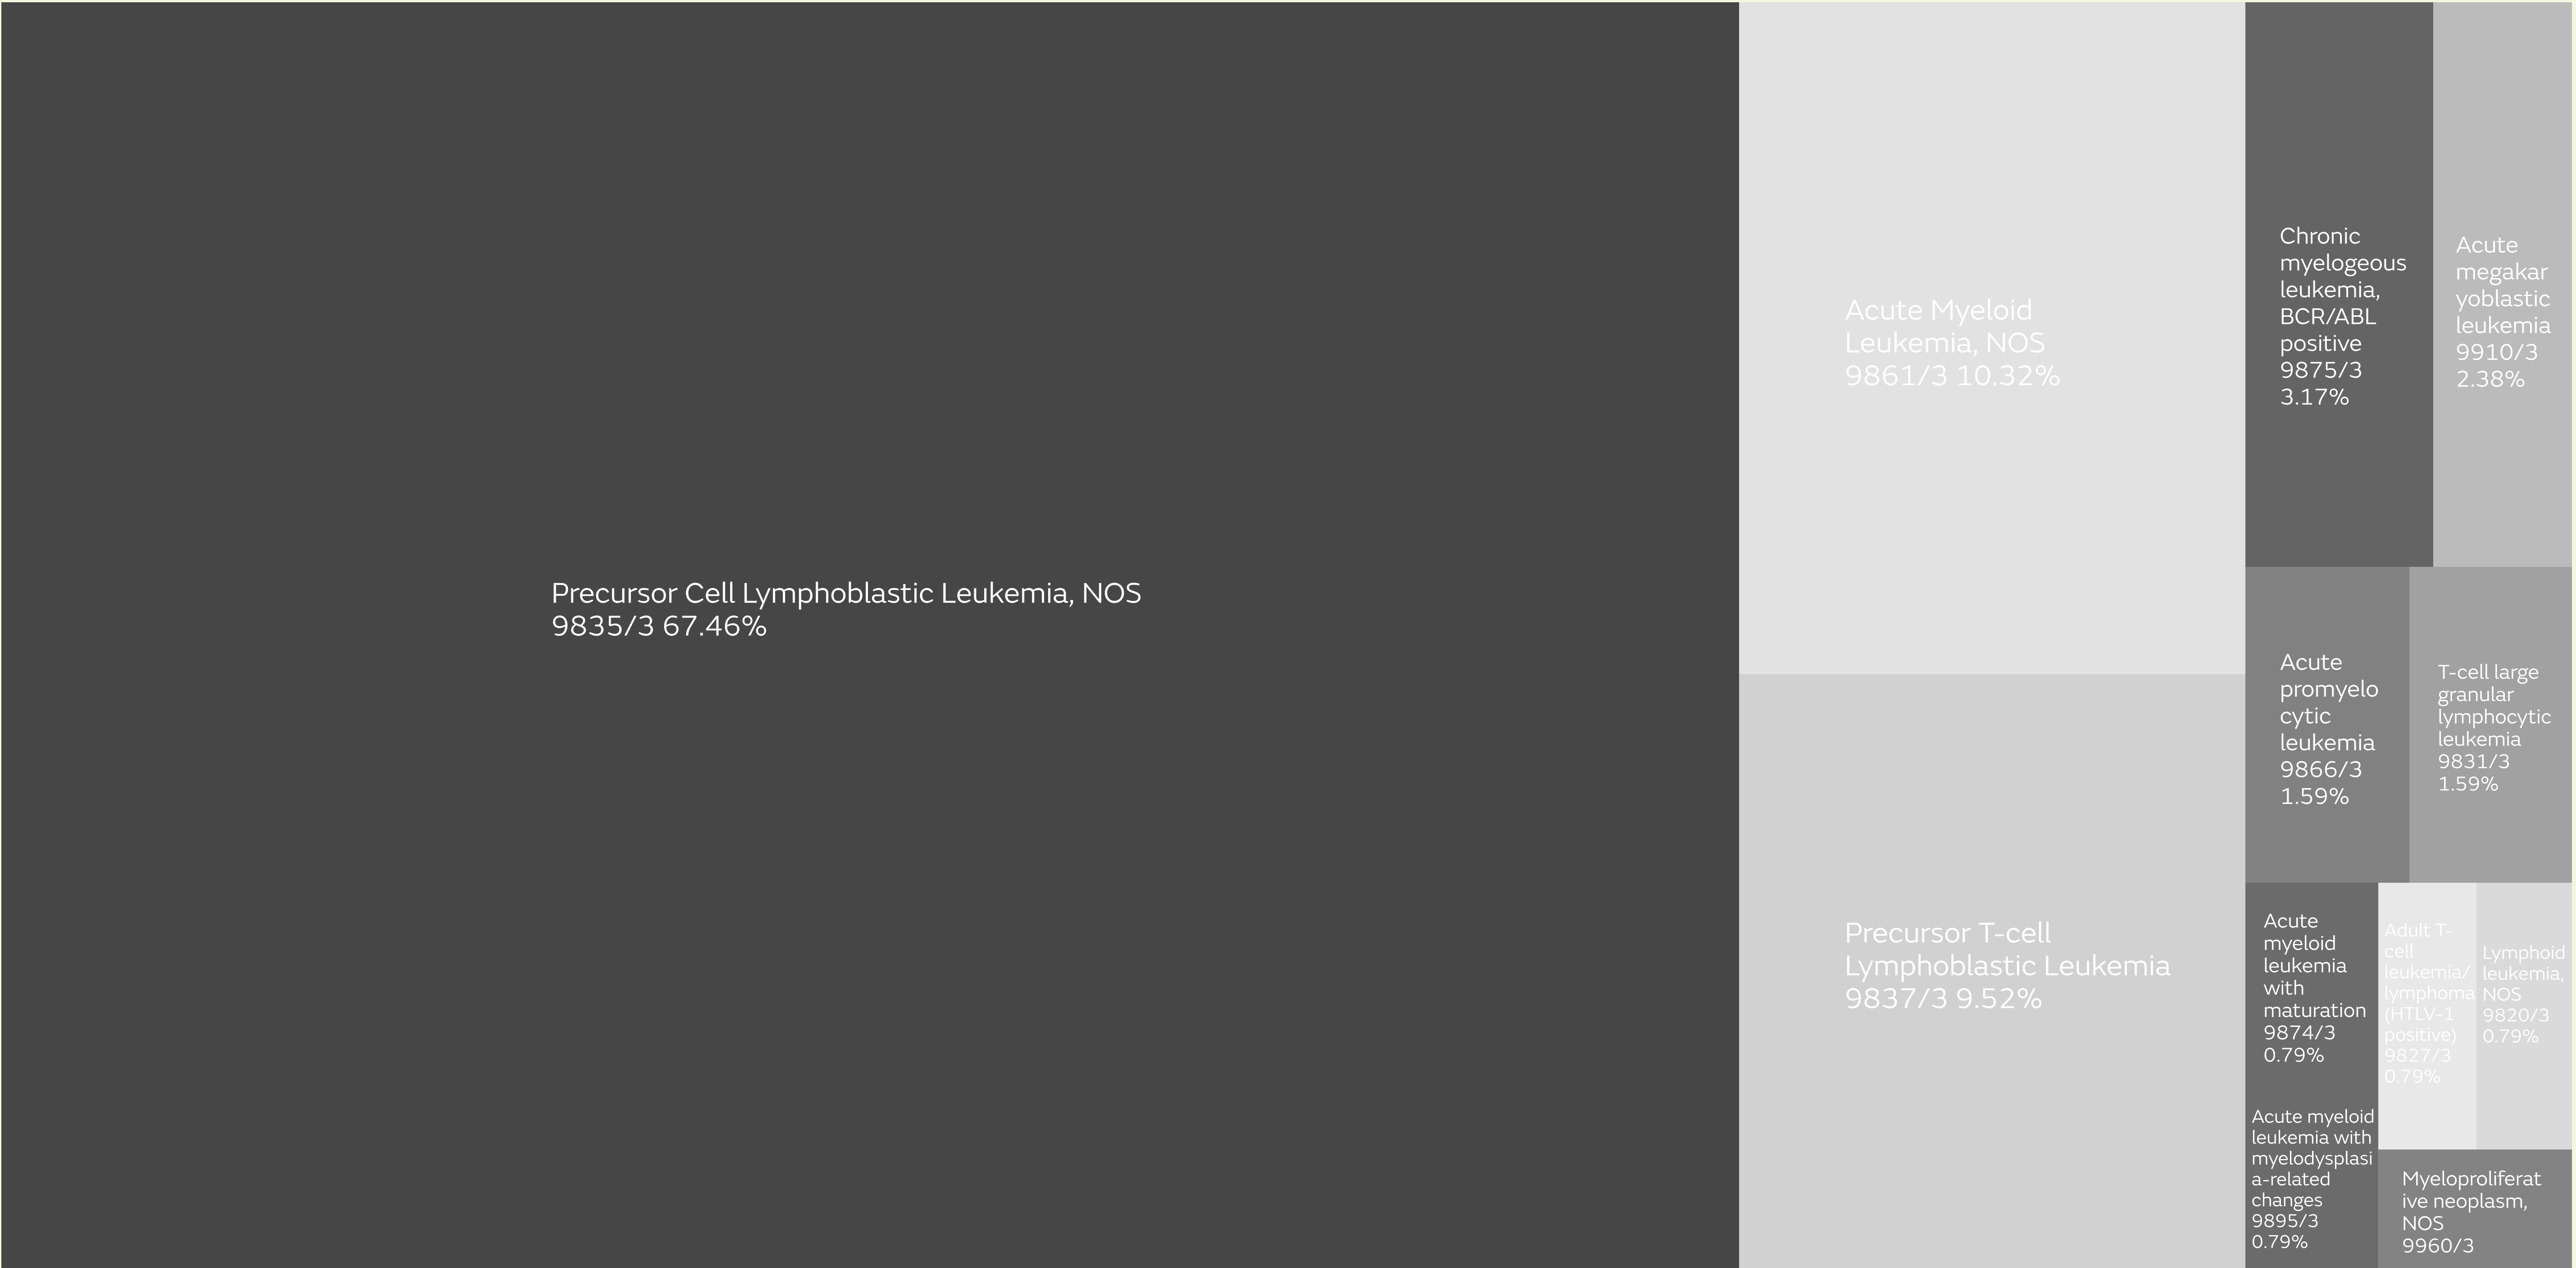 Precursor Cell Lymphoblastic Leukemia, NOS
9835/3 67.46%
Acute Myeloid
Leukemia, NOS
9861/3 10.32%
Precursor T-cell
Lymphoblastic Leukemia
9837/3 9.52%
Chronic
myelogeous
leukemia,
BCR/ABL
positive
9875/3
3.17%
Acute
megakar
yoblastic
leukemia
9910/3
2.38%
Acute
promyelo
cytic
leukemia
9866/3
1.59%
T-cell large
granular
lymphocytic
leukemia
9831/3
1.59%
Acute
myeloid
leukemia
with
maturation
9874/3
0.79%
Adult T-
cell
leukemia/
lymphoma
(HTLV-1
positive)
9827/3
0.79%
Lymphoid
leukemia,
NOS
9820/3
0.79%
Acute myeloid
leukemia with
myelodysplasi
a-related
changes
9895/3
0.79%
Myeloproliferat
ive neoplasm,
NOS
9960/3